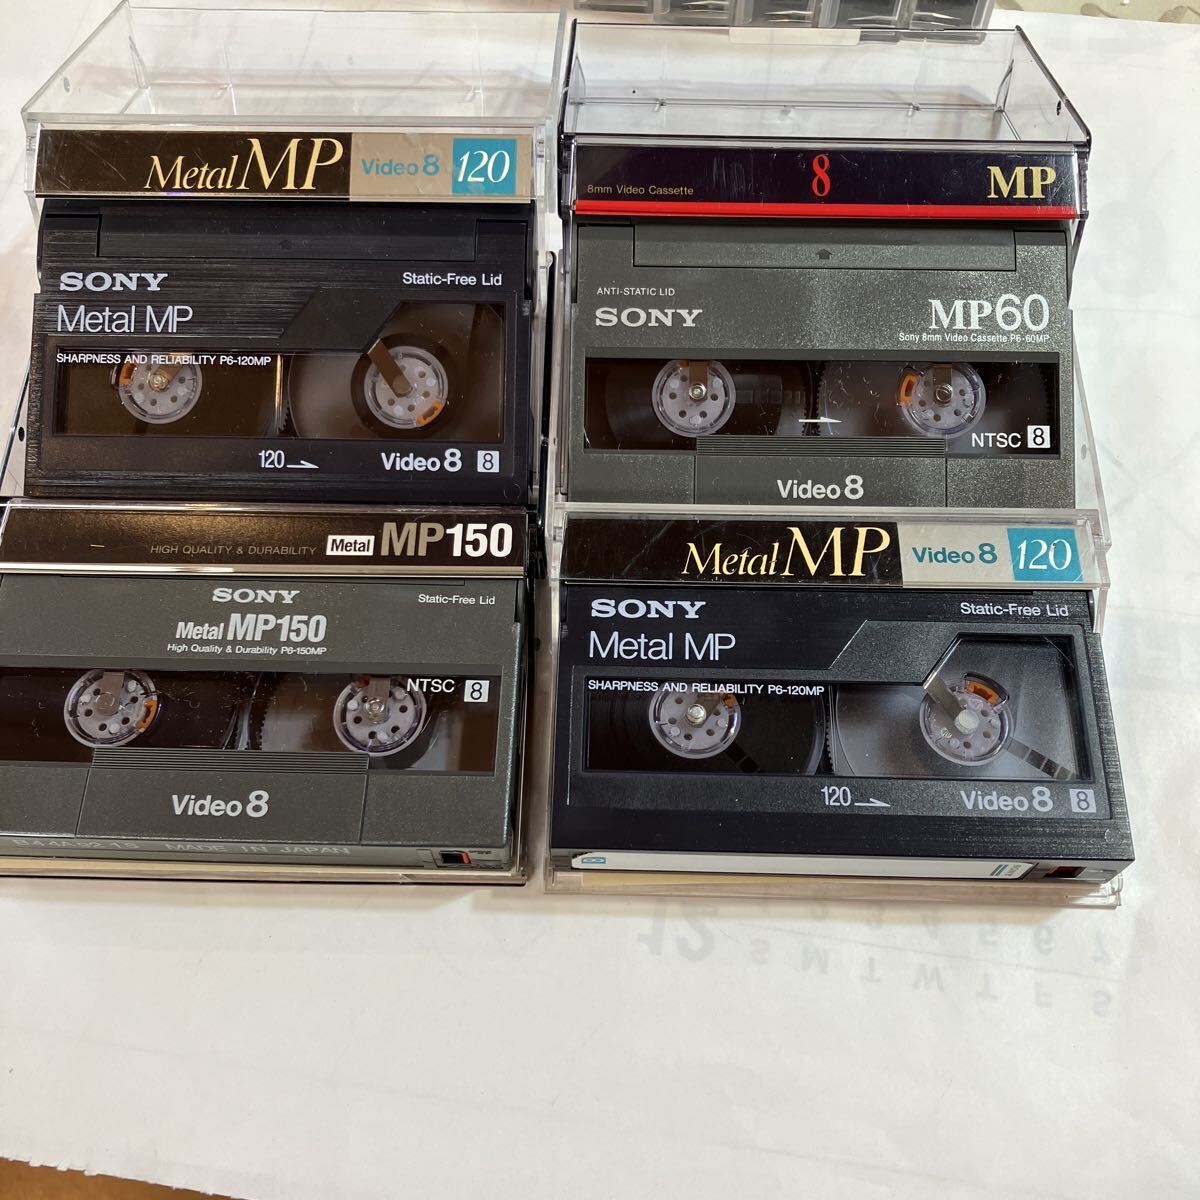 Metal MP Video 8 120
SONY Static-Free Lid
Metal MP
SHARPNESS AND RELIABILITY P6-120MP
120 Video 8 8
8mm Video Cassette 8 MP
ANTI-STATIC LID
SONY MP60
Sony 8mm Video Cassette P6-60MP
NTSC 8
Video 8
HIGH QUALITY & DURABILITY Metal MP150
SONY Static-Free Lid
Metal MP150
High Quality & Durability P6-150MP
NTSC 8
Video 8
MADE IN JAPAN
Metal MP Video 8 120
SONY Static-Free Lid
Metal MP
SHARPNESS AND RELIABILITY P6-120MP
120 Video 8 8
8
12
S M T W T F S